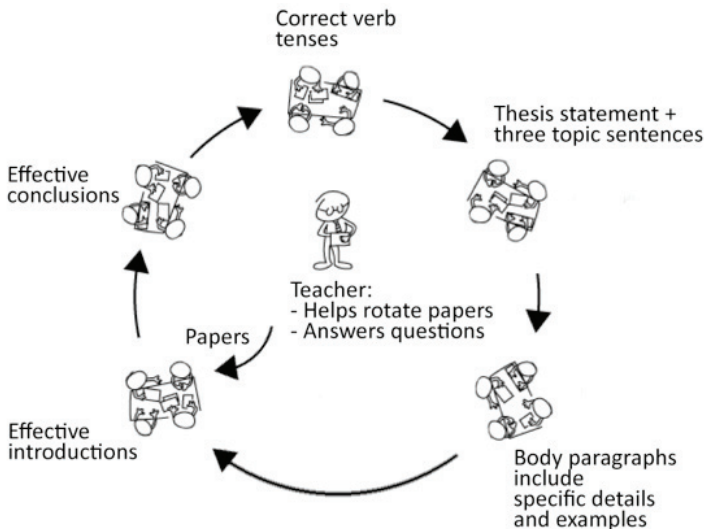 Correct verb
tenses
Thesis statement +
three topic sentences
Effective
conclusions
Teacher:
- Helps rotate papers
- Answers questions
Papers
Effective
introductions
Body paragraphs
include
specific details
and examples